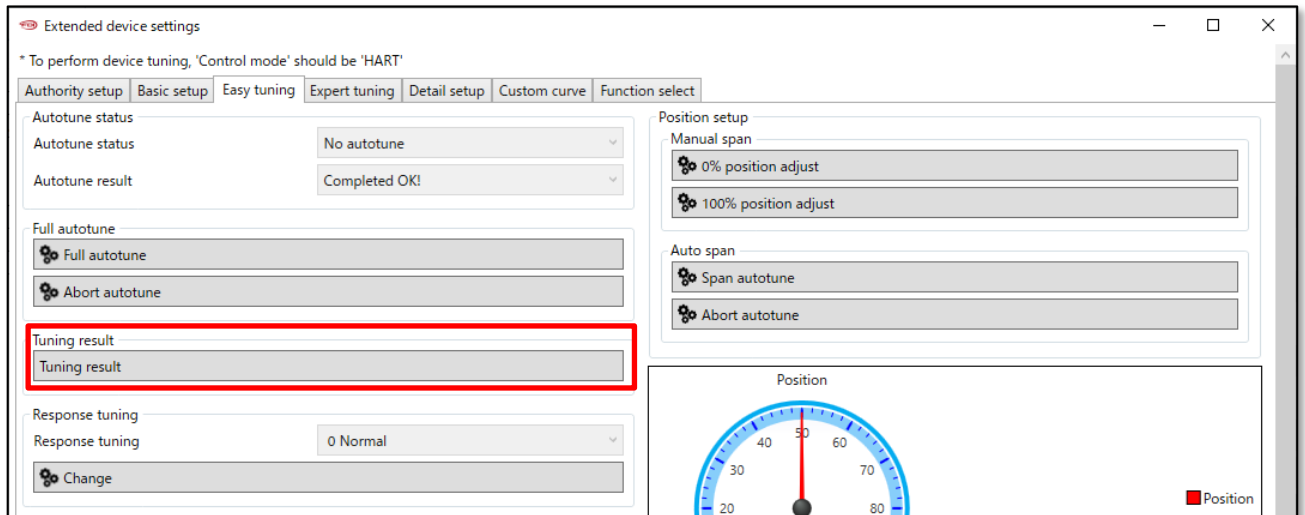 Extended device settings
* To perform device tuning, 'Control mode' should be 'HART'
Authority setup Basic setup Easy tuning Expert tuning Detail setup Custom curve Function select
Autotune status
Autotune status No autotune
Autotune result Completed OK!
Full autotune
Full autotune
Abort autotune
Tuning result
Tuning result
Response tuning
Response tuning 0 Normal
Change
Position setup
Manual span
0% position adjust
100% position adjust
Auto span
Span autotune
Abort autotune
Position
40 50 60
30 70
20 80
Position